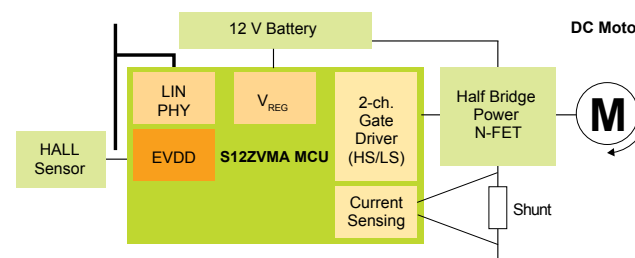 12 V Battery
DC Moto
LIN
PHY
VREG
2-ch.
Gate
Driver
(HS/LS)
Half Bridge
Power
N-FET
M
HALL
Sensor
EVDD
S12ZVMA MCU
Current
Sensing
Shunt